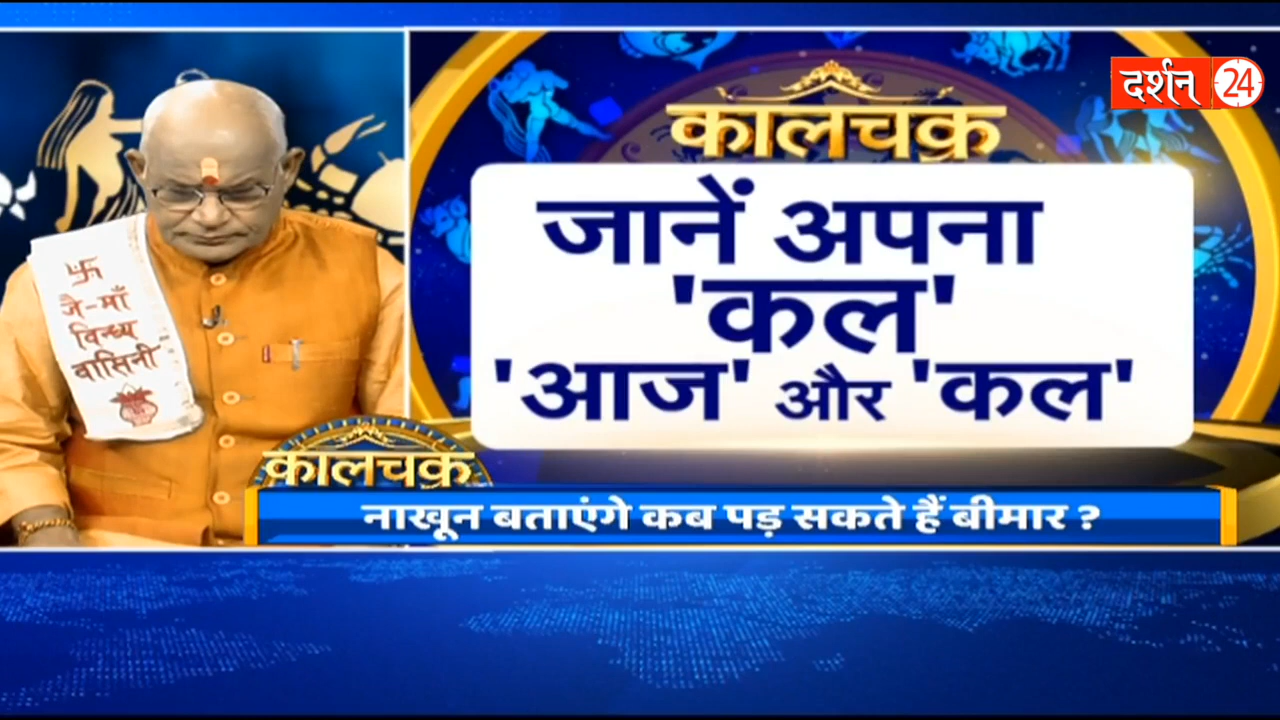 दर्शन 24
कालचक्र
जानें अपना
'कल'
'आज' और 'कल'
जै-माँ
विन्ध्य
वासिनी
कालचक्र
नाखून बताएंगे कब पड़ सकते हैं बीमार ?